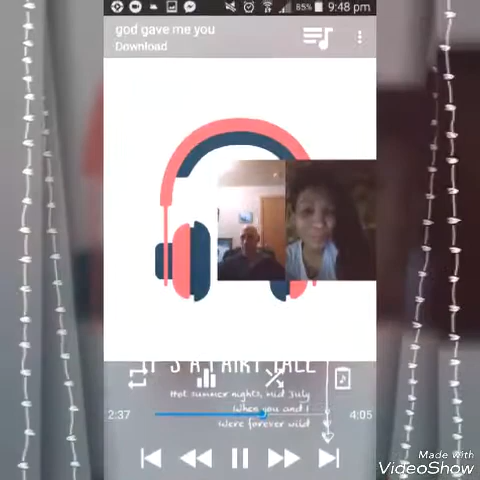 85% 9:48 pm
god gave me you
Download
IT'S A FAIRY TALE
Hot summer nights, Mid July
When you and I
Were forever wild
2:37
4:05
Made with
VideoShow